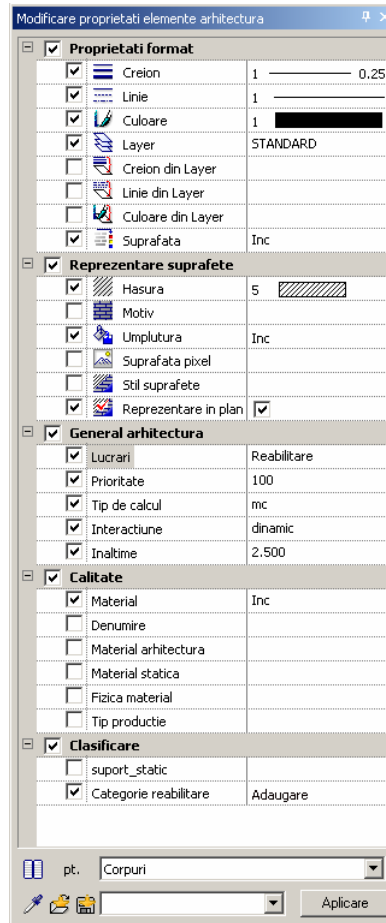 Modificare proprietati elemente arhitectura
Proprietati format
Creion 1 0.25
Linie 1
Culoare 1
Layer STANDARD
Creion din Layer
Linie din Layer
Culoare din Layer
Suprafata Inc
Reprezentare suprafete
Hasura 5
Motiv
Umplutura Inc
Suprafata pixel
Stil suprafete
Reprezentare in plan
General arhitectura
Lucrari Reabilitare
Prioritate 100
Tip de calcul mc
Interactiune dinamic
Inaltime 2.500
Calitate
Material Inc
Denumire
Material arhitectura
Material statica
Fizica material
Tip productie
Clasificare
suport_static
Categorie reabilitare Adaugare
pt. Corpuri
Aplicare